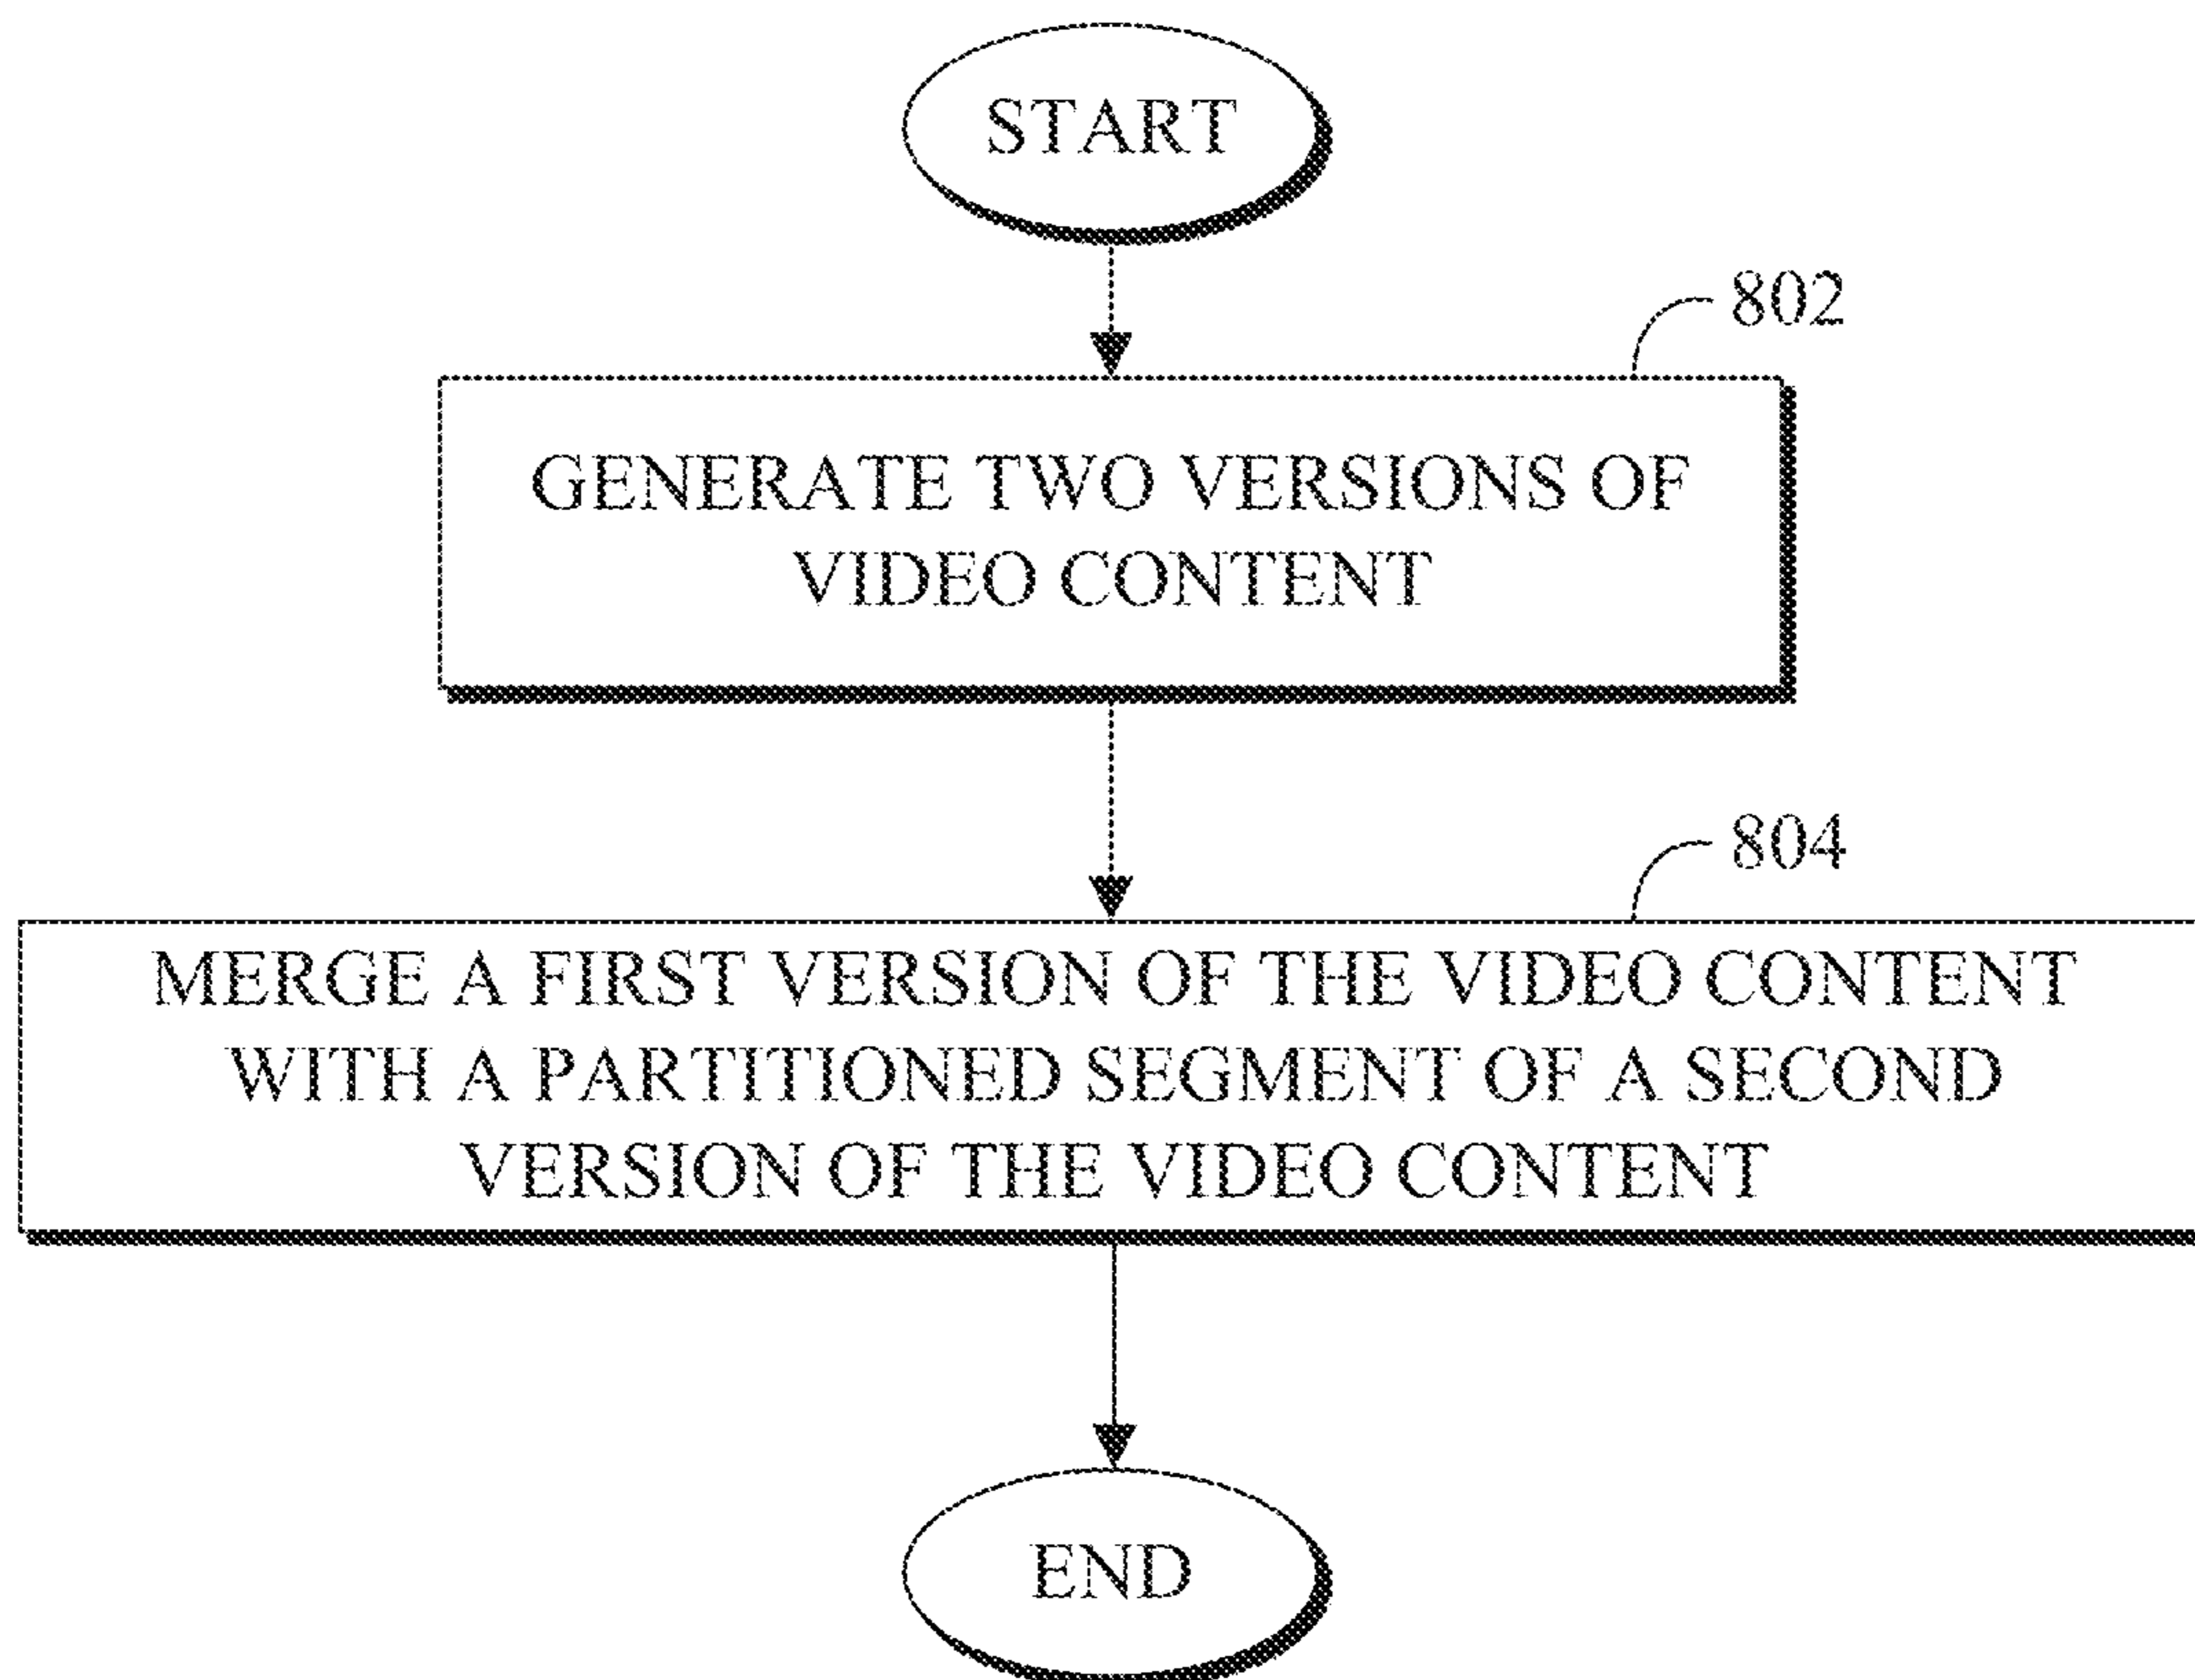 START
802
GENERATE TWO VERSIONS OF
VIDEO CONTENT
804
MERGE A FIRST VERSION OF THE VIDEO CONTENT
WITH A PARTITIONED SEGMENT OF A SECOND
VERSION OF THE VIDEO CONTENT
END